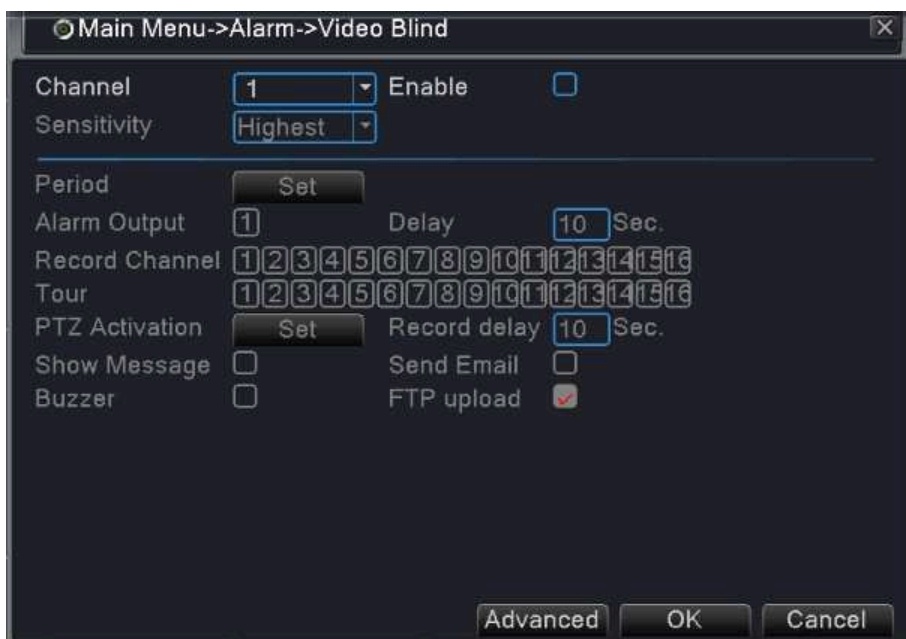 Main Menu->Alarm->Video Blind
Channel 1 Enable
Sensitivity Highest
Period Set
Alarm Output 1 Delay 10 Sec.
Record Channel 1 2 3 4 5 6 7 8 9 10 11 12 13 14 15 16
Tour 1 2 3 4 5 6 7 8 9 10 11 12 13 14 15 16
PTZ Activation Set Record delay 10 Sec.
Show Message Send Email
Buzzer FTP upload
Advanced OK Cancel